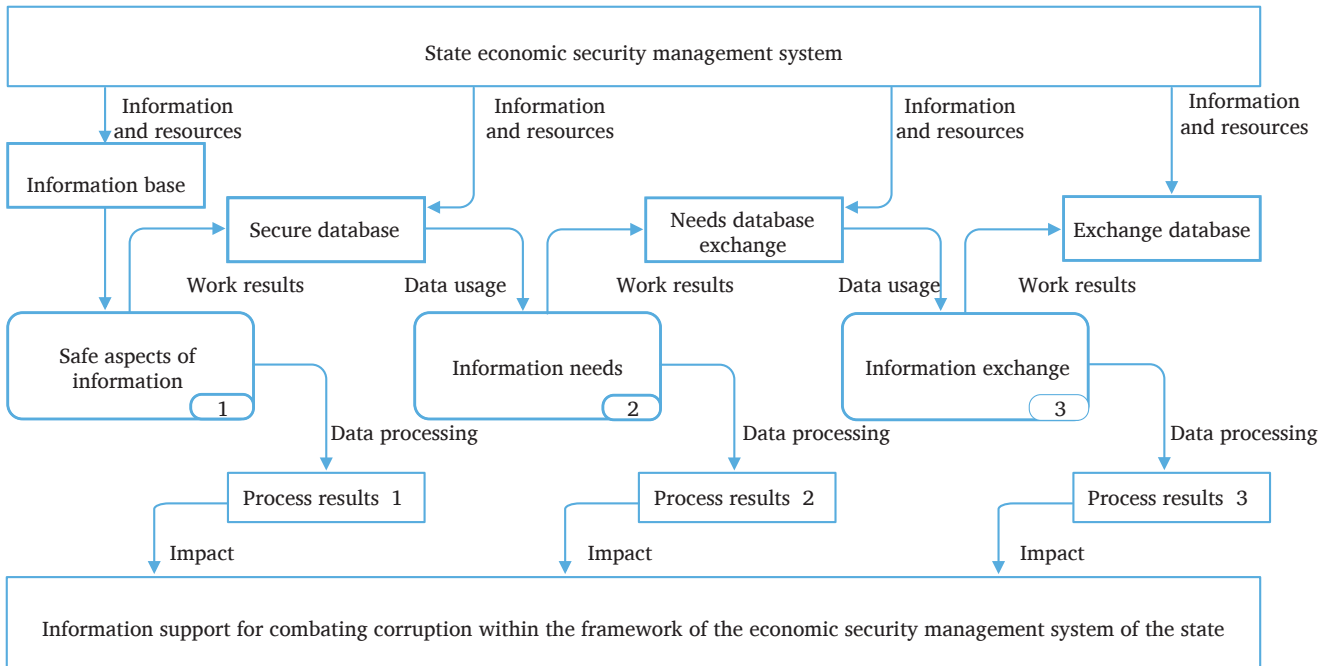 State economic security management system
Information
and resources
Information
and resources
Information
and resources
Information
and resources
Information base
Secure database
Needs database
exchange
Exchange database
Work results
Data usage
Work results
Data usage
Work results
Safe aspects of
information
1
Information needs
2
Information exchange
3
Data processing
Data processing
Data processing
Process results 1
Process results 2
Process results 3
Impact
Impact
Impact
Information support for combating corruption within the framework of the economic security management system of the state